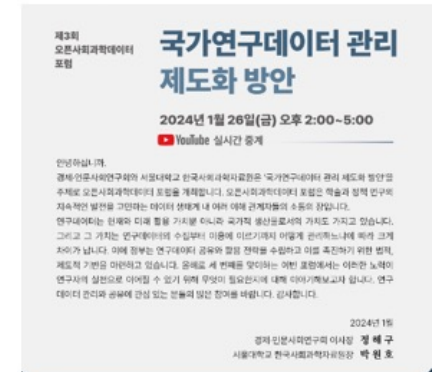 제3회
오픈사회과학데이터
포럼
국가연구데이터 관리
제도화 방안
2024년 1월 26일(금) 오후 2:00~5:00
YouTube 실시간 중계
안녕하십니까.
경제·인문사회연구회와 서울대학교 한국사회과학자료원은 '국가연구데이터 관리 제도화 방안'을
주제로 오픈사회과학데이터 포럼을 개최합니다. 오픈사회과학데이터 포럼은 학술과 정책 연구의
지속적인 발전을 고민하는 데이터 생태계 내 여러 이해 관계자들의 소통의 장입니다.
연구데이터는 현재와 미래 활용 가치뿐 아니라 국가적 생산물로서의 가치도 가지고 있습니다.
그리고 그 가치는 연구데이터의 수집부터 이용에 이르기까지 어떻게 관리하느냐에 따라 크게
차이가 납니다. 이에 정부는 연구데이터 공유와 활용 전략을 수립하고 이를 촉진하기 위한 법적,
제도적 기반을 마련하고 있습니다. 올해로 세 번째를 맞이하는 이번 포럼에서는 이러한 노력이
연구자의 실천으로 이어질 수 있기 위해 무엇이 필요한지에 대해 이야기해보고자 합니다. 연구
데이터 관리와 공유에 관심 있는 분들의 많은 참여를 바랍니다. 감사합니다.
2024년 1월
경제·인문사회연구회 이사장 정해구
서울대학교 한국사회과학자료원장 박원호